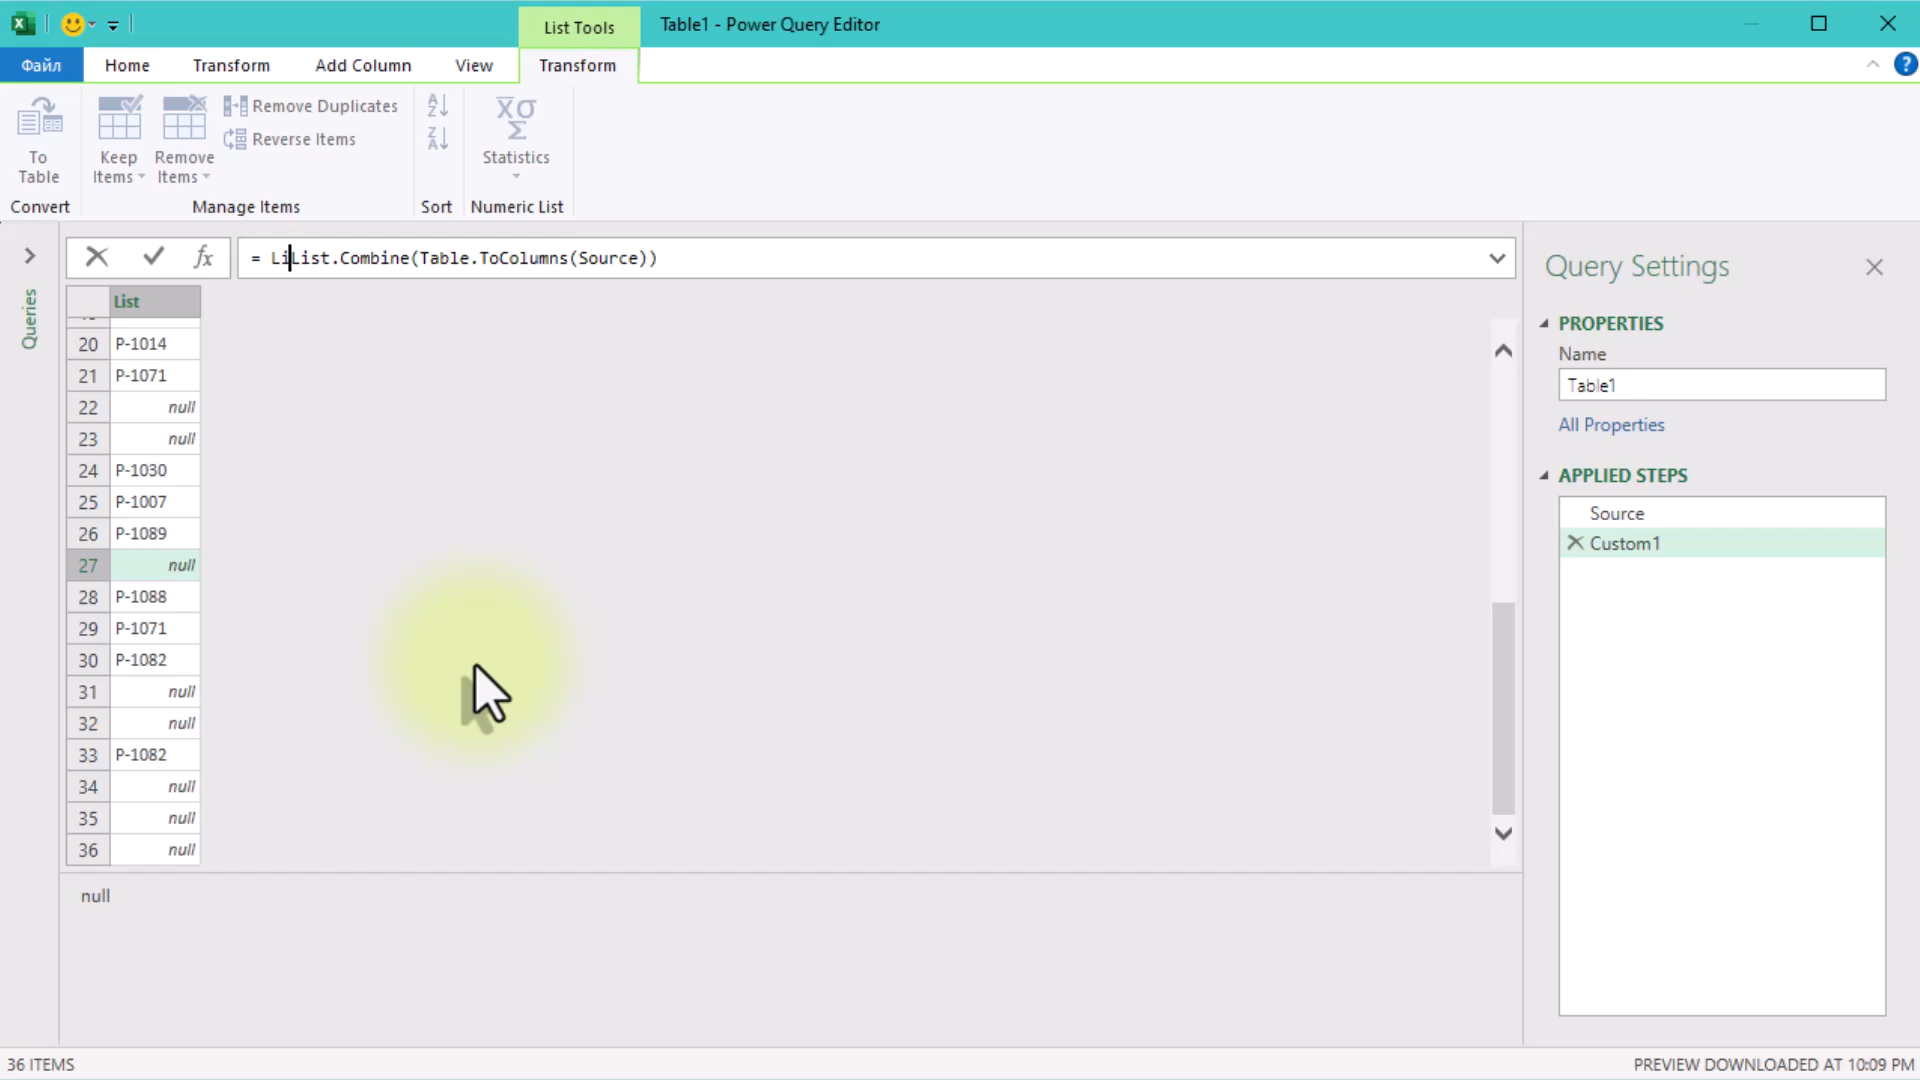 List Tools
Table1 - Power Query Editor
Файл
Home
Transform
Add Column
View
Transform
?
To Table
Keep Items
Remove Items
Remove Duplicates
Reverse Items
A Z
Z A
X̅σ Σ
Statistics
Convert
Manage Items
Sort
Numeric List
Queries
fx
= LiList.Combine(Table.ToColumns(Source))
List
20 P-1014
21 P-1071
22 null
23 null
24 P-1030
25 P-1007
26 P-1089
27 null
28 P-1088
29 P-1071
30 P-1082
31 null
32 null
33 P-1082
34 null
35 null
36 null
null
Query Settings
PROPERTIES
Name
Table1
All Properties
APPLIED STEPS
Source
Custom1
36 ITEMS
PREVIEW DOWNLOADED AT 10:09 PM